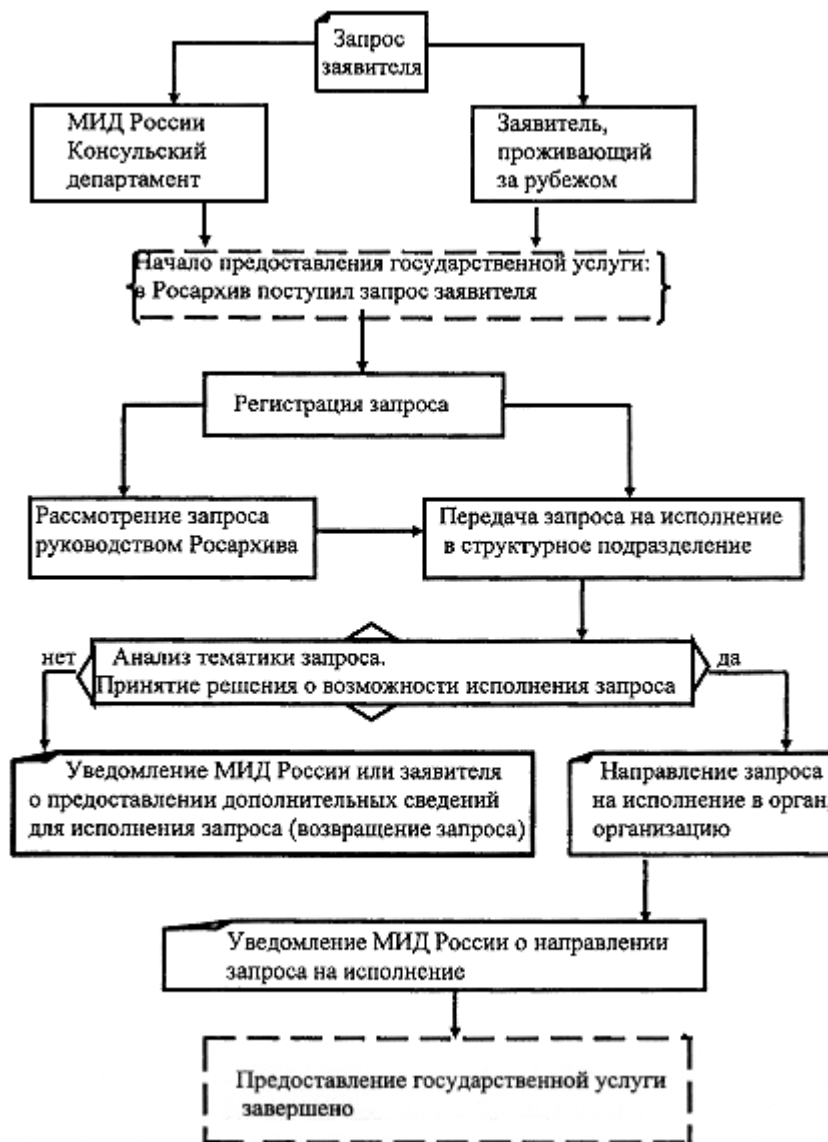 Запрос
заявителя
МИД России
Консульский
департамент
Заявитель,
проживающий
за рубежом
Начало предоставления государственной услуги:
в Росархив поступил запрос заявителя
Регистрация запроса
Рассмотрение запроса
руководством Росархива
Передача запроса на исполнение
в структурное подразделение
нет
Анализ тематики запроса.
Принятие решения о возможности исполнения запроса
да
Уведомление МИД России или заявителя
о предоставлении дополнительных сведений
для исполнения запроса (возвращение запроса)
Направление запроса
на исполнение в орган,
организацию
Уведомление МИД России о направлении
запроса на исполнение
Предоставление государственной услуги
завершено